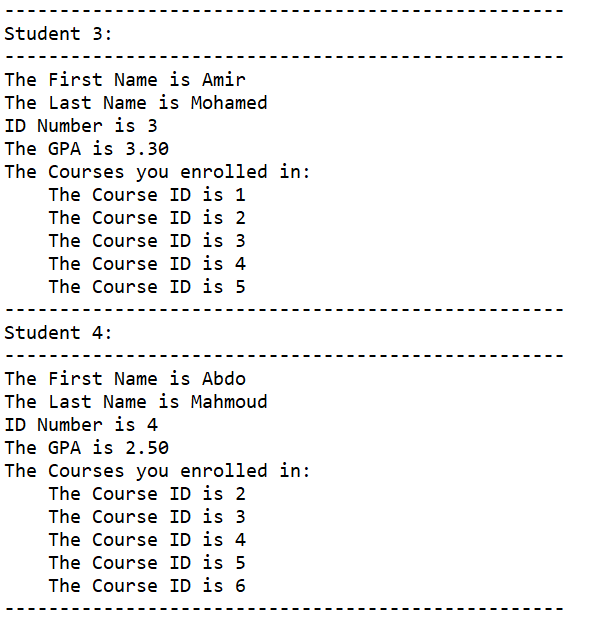 ---------------------------------------------------
Student 3:
---------------------------------------------------
The First Name is Amir
The Last Name is Mohamed
ID Number is 3
The GPA is 3.30
The Courses you enrolled in:
    The Course ID is 1
    The Course ID is 2
    The Course ID is 3
    The Course ID is 4
    The Course ID is 5
---------------------------------------------------
Student 4:
---------------------------------------------------
The First Name is Abdo
The Last Name is Mahmoud
ID Number is 4
The GPA is 2.50
The Courses you enrolled in:
    The Course ID is 2
    The Course ID is 3
    The Course ID is 4
    The Course ID is 5
    The Course ID is 6
---------------------------------------------------